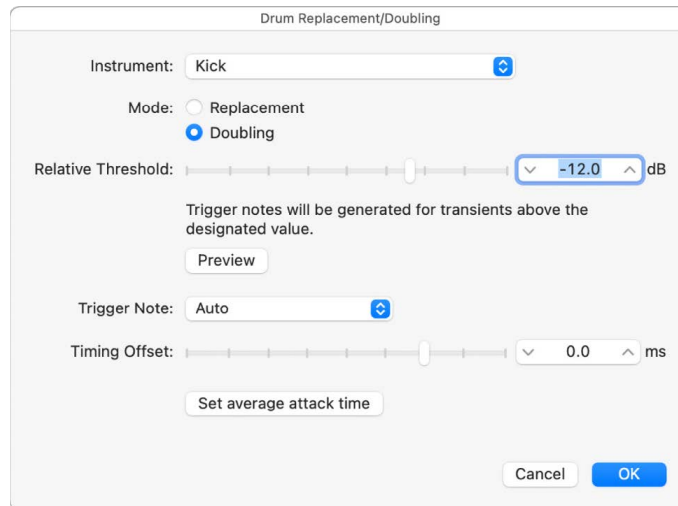 Drum Replacement/Doubling
Instrument: Kick
Mode: Replacement
Doubling
Relative Threshold: -12.0 dB
Trigger notes will be generated for transients above the
designated value.
Preview
Trigger Note: Auto
Timing Offset: 0.0 ms
Set average attack time
Cancel OK